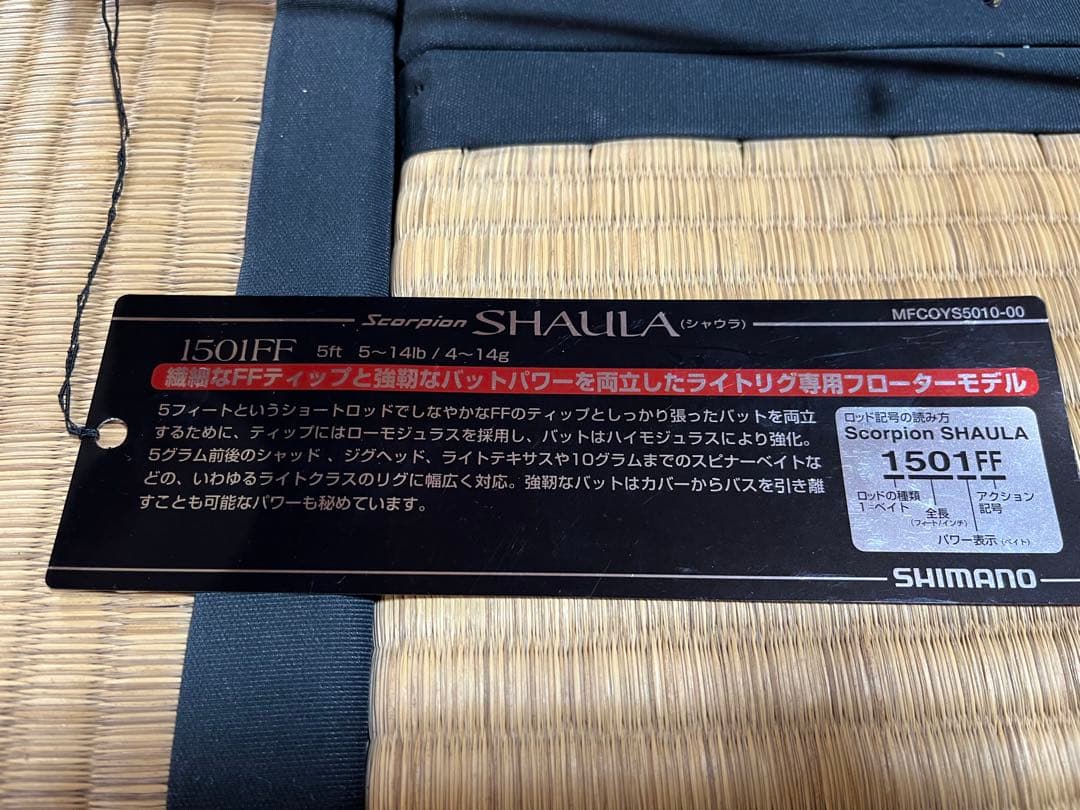 Scorpion SHAULA (シャウラ)
MFCOYS5010-00
1501FF 5ft 5～14lb / 4～14g
繊細なFFティップと強靭なバットパワーを両立したライトリグ専用フローターモデル
5フィートというショートロッドでしなやかなFFのティップとしっかり張ったバットを両立
するために、ティップにはローモジュラスを採用し、バットはハイモジュラスにより強化。
5グラム前後のシャッド 、ジグヘッド、ライトテキサスや10グラムまでのスピナーベイトな
どの、いわゆるライトクラスのリグに幅広く対応。強靭なバットはカバーからバスを引き離
すことも可能なパワーも秘めています。
ロッド記号の読み方
Scorpion SHAULA
1501FF
ロッドの種類
1=ベイト
全長
(フィート/インチ)
アクション
記号
パワー表示 (ベイト)
SHIMANO